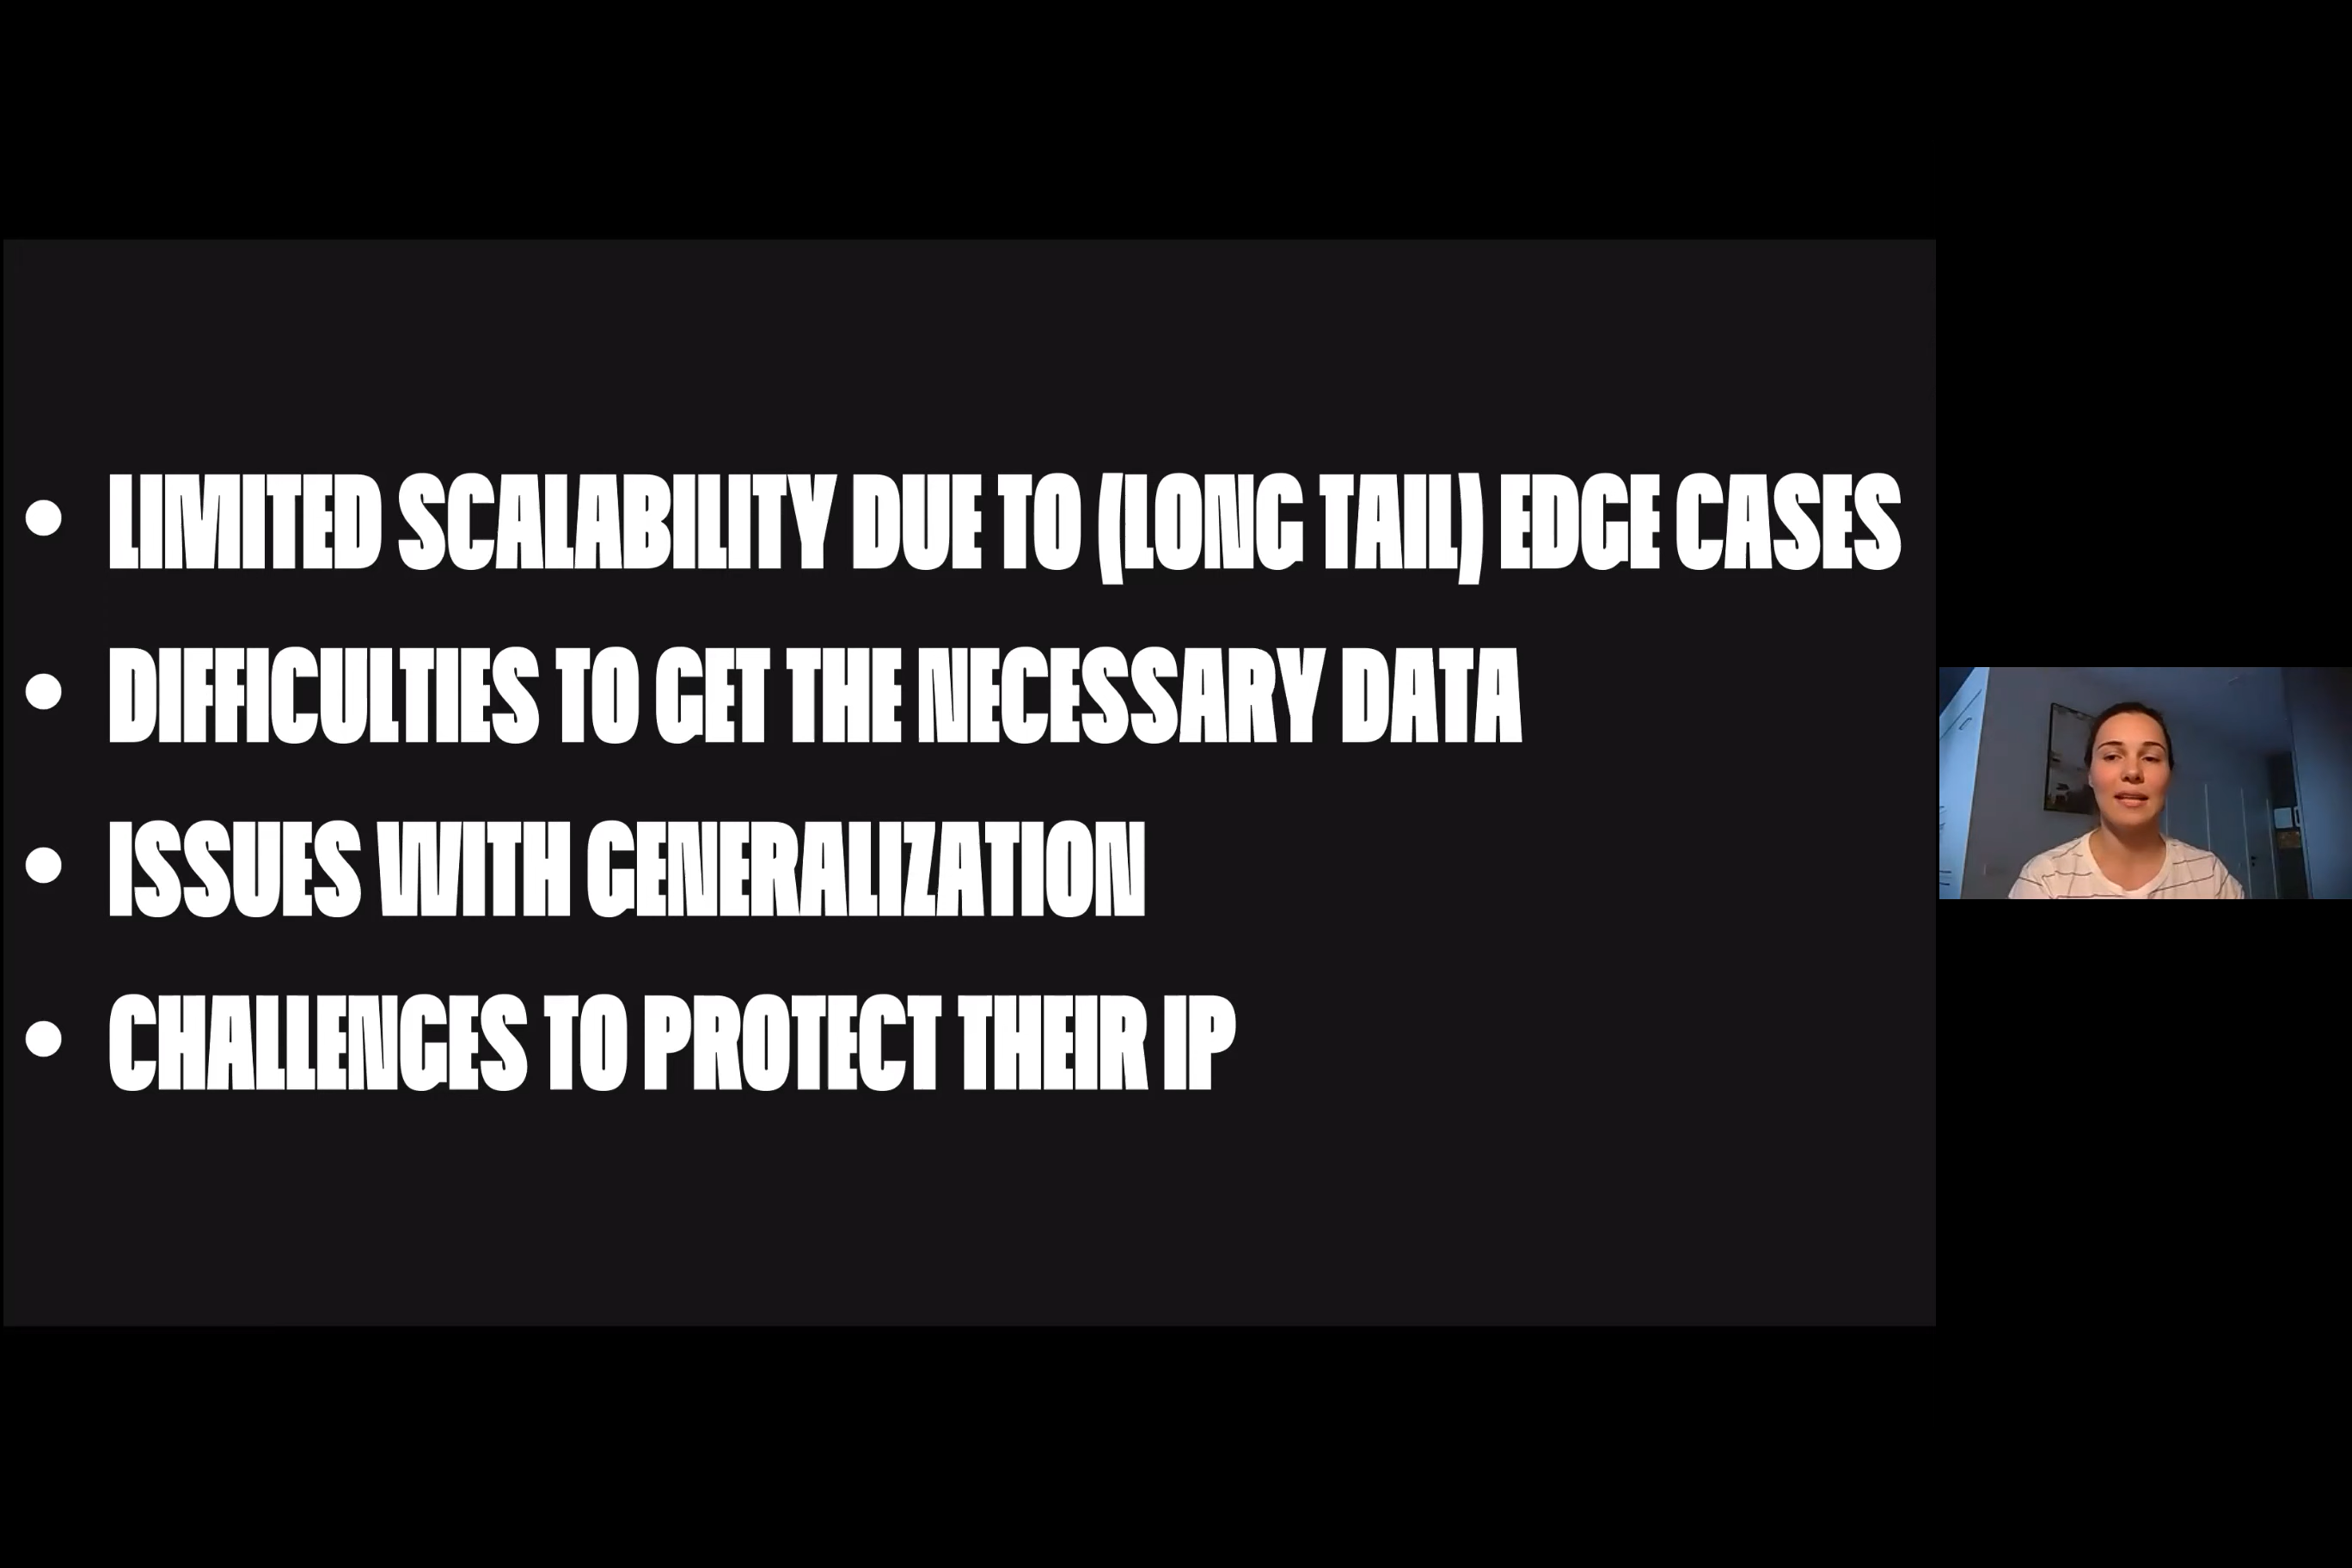 • LIMITED SCALABILITY DUE TO (LONG TAIL) EDGE CASES
• DIFFICULTIES TO GET THE NECESSARY DATA
• ISSUES WITH GENERALIZATION
• CHALLENGES TO PROTECT THEIR IP